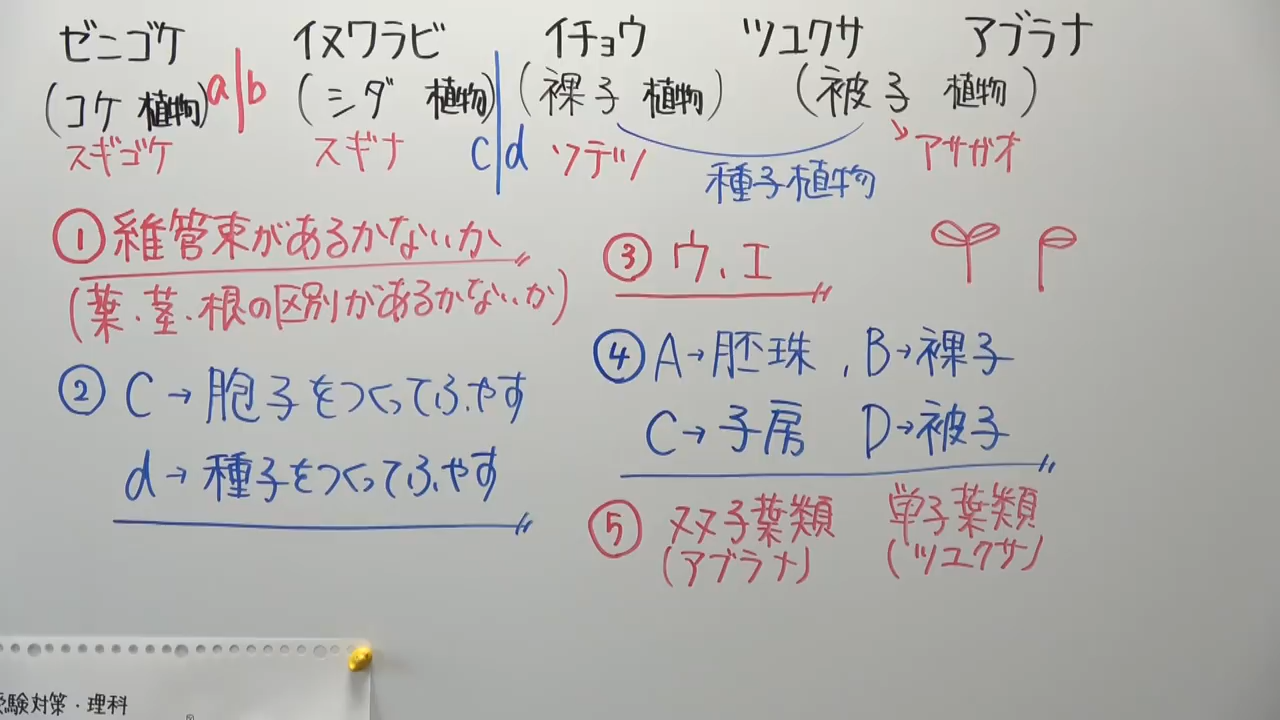 ゼニゴケ イヌワラビ イチョウ ツユクサ アブラナ
(コケ 植物) a|b (シダ 植物) (裸子 植物) (被子 植物)
スギゴケ スギナ c|d ソテツ アサガオ
種子植物
① 維管束があるかないか
(葉・茎・根の区別があるかないか)
② C→胞子をつくってふやす
d→種子をつくってふやす
③ ウ、エ
④ A→胚珠, B→裸子
C→子房 D→被子
⑤ 双子葉類 単子葉類
(アブラナ) (ツユクサ)
受験対策・理科